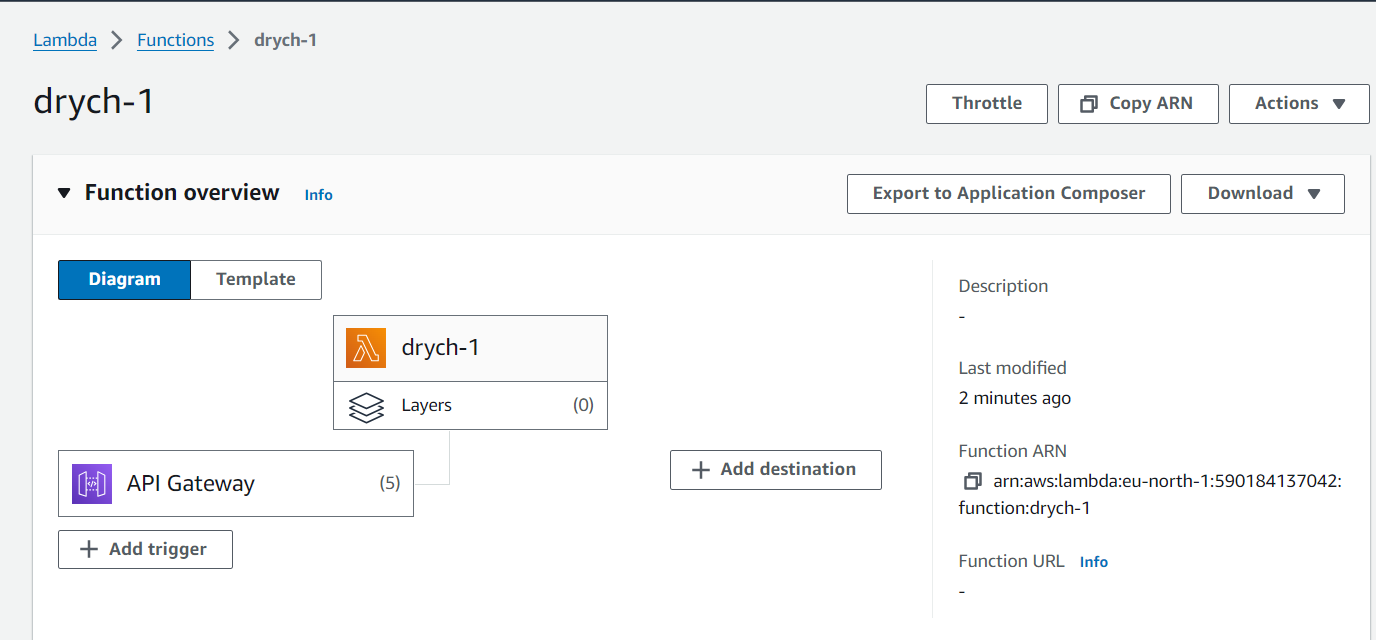 Lambda > Functions > drych-1
drych-1
Throttle
Copy ARN
Actions
Function overview Info
Export to Application Composer
Download
Diagram
Template
drych-1
Layers (0)
API Gateway (5)
Add trigger
Add destination
Description
-
Last modified
2 minutes ago
Function ARN
arn:aws:lambda:eu-north-1:590184137042:
function:drych-1
Function URL Info
-